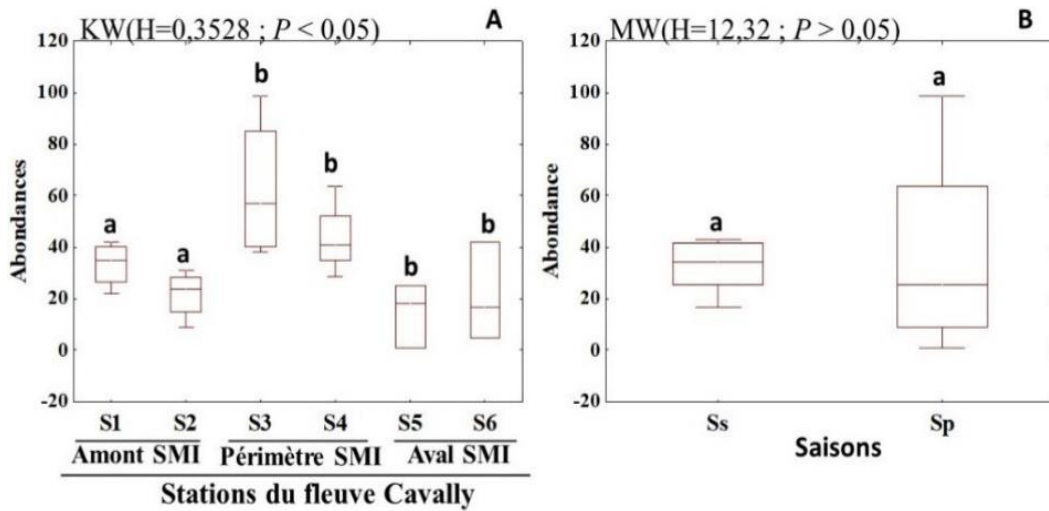 KW(H=0,3528 ; P < 0,05) A
120
100
80
60
40
20
0
-20
Abondances
a
a
b
b
b
b
S1 S2 S3 S4 S5 S6
Amont SMI Périmètre SMI Aval SMI
Stations du fleuve Cavally
MW(H=12,32 ; P > 0,05) B
120
100
80
60
40
20
0
-20
Abondance
a
a
Ss Sp
Saisons